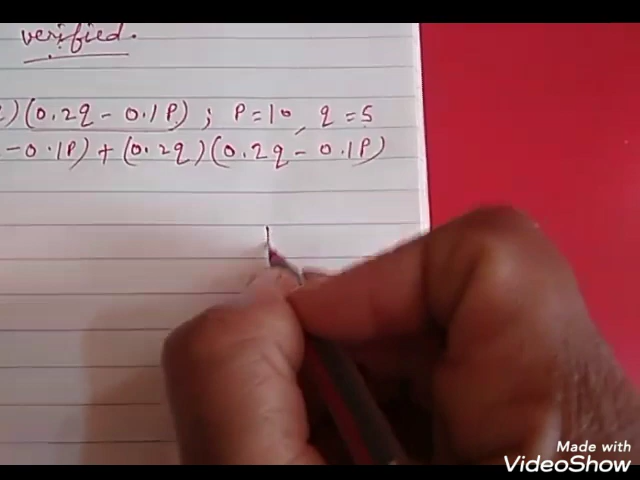 verified.
)(0.2q - 0.1P) ; P=10, q=5
-0.1P) + (0.2q)(0.2q - 0.1P)
Made with
VideoShow